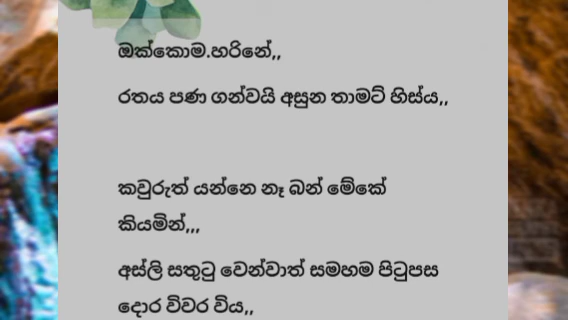 ඔක්කොම.හරිනේ,,
රතය පණ ගන්වයි අසුන තාමට් හිස්ය,,
කවුරුත් යන්නෙ නෑ බන් මේකේ
කියමින්,,,
අස්ලි සතුටු වෙන්වාත් සමහම පිටුපස
දොර විවර විය,,